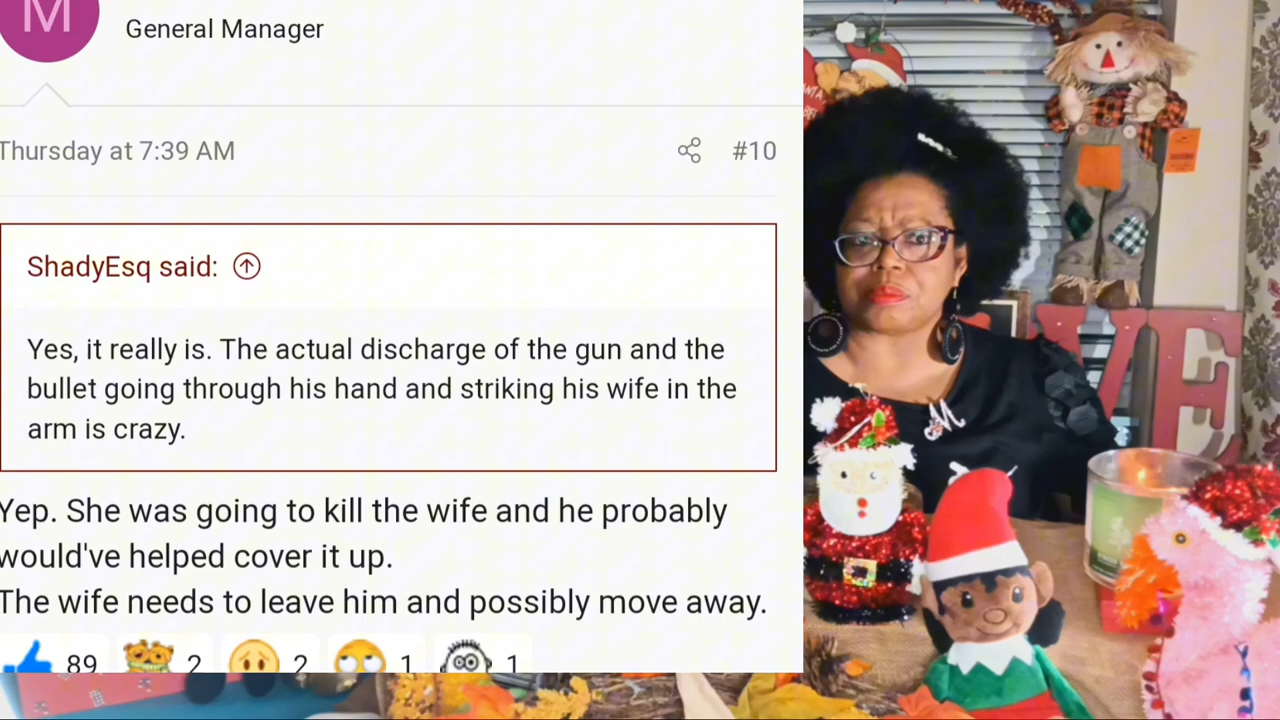 M
General Manager
Thursday at 7:39 AM
#10
ShadyEsq said:
Yes, it really is. The actual discharge of the gun and the
bullet going through his hand and striking his wife in the
arm is crazy.
Yep. She was going to kill the wife and he probably
would've helped cover it up.
The wife needs to leave him and possibly move away.
89 2 2 1 1
VE
M